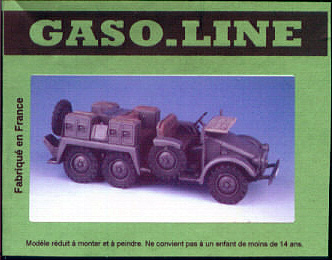 GASO.LINE
Fabriqué en France
Modèle réduit à monter et à peindre. Ne convient pas à un enfant de moins de 14 ans.